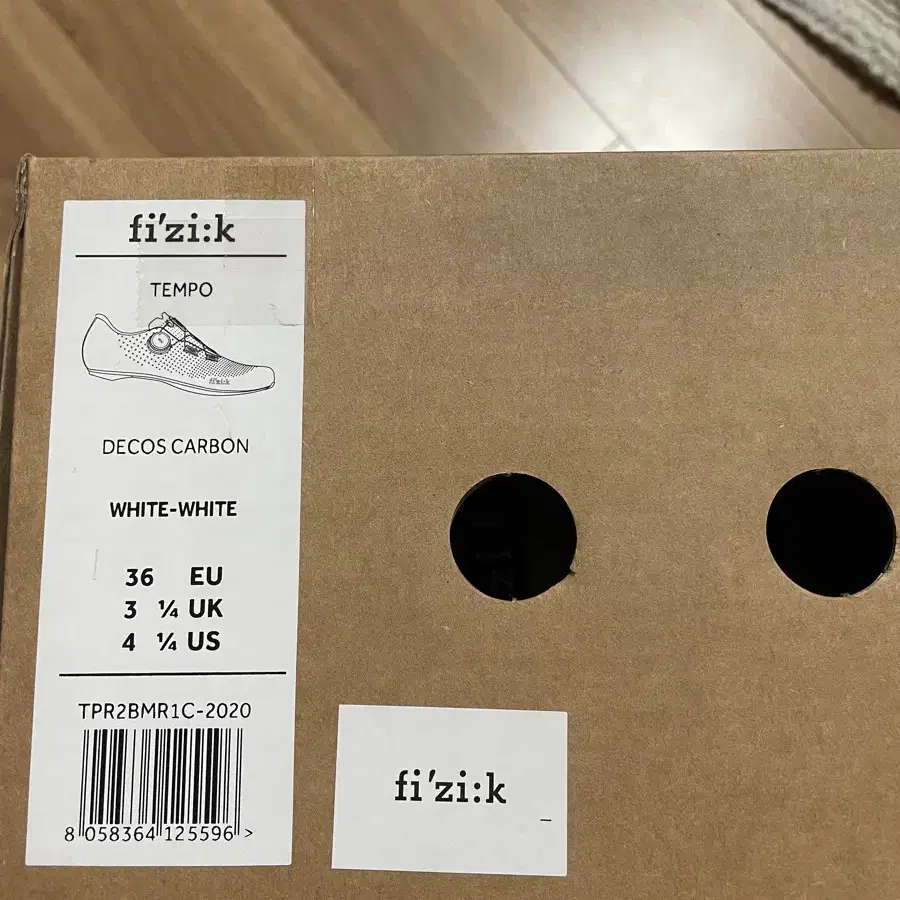 fi'zi:k
TEMPO
fi'zi:k
DECOS CARBON
WHITE-WHITE
36 EU
3 ¼ UK
4 ¼ US
TPR2BMR1C-2020
8 058364 125596 >
fi'zi:k